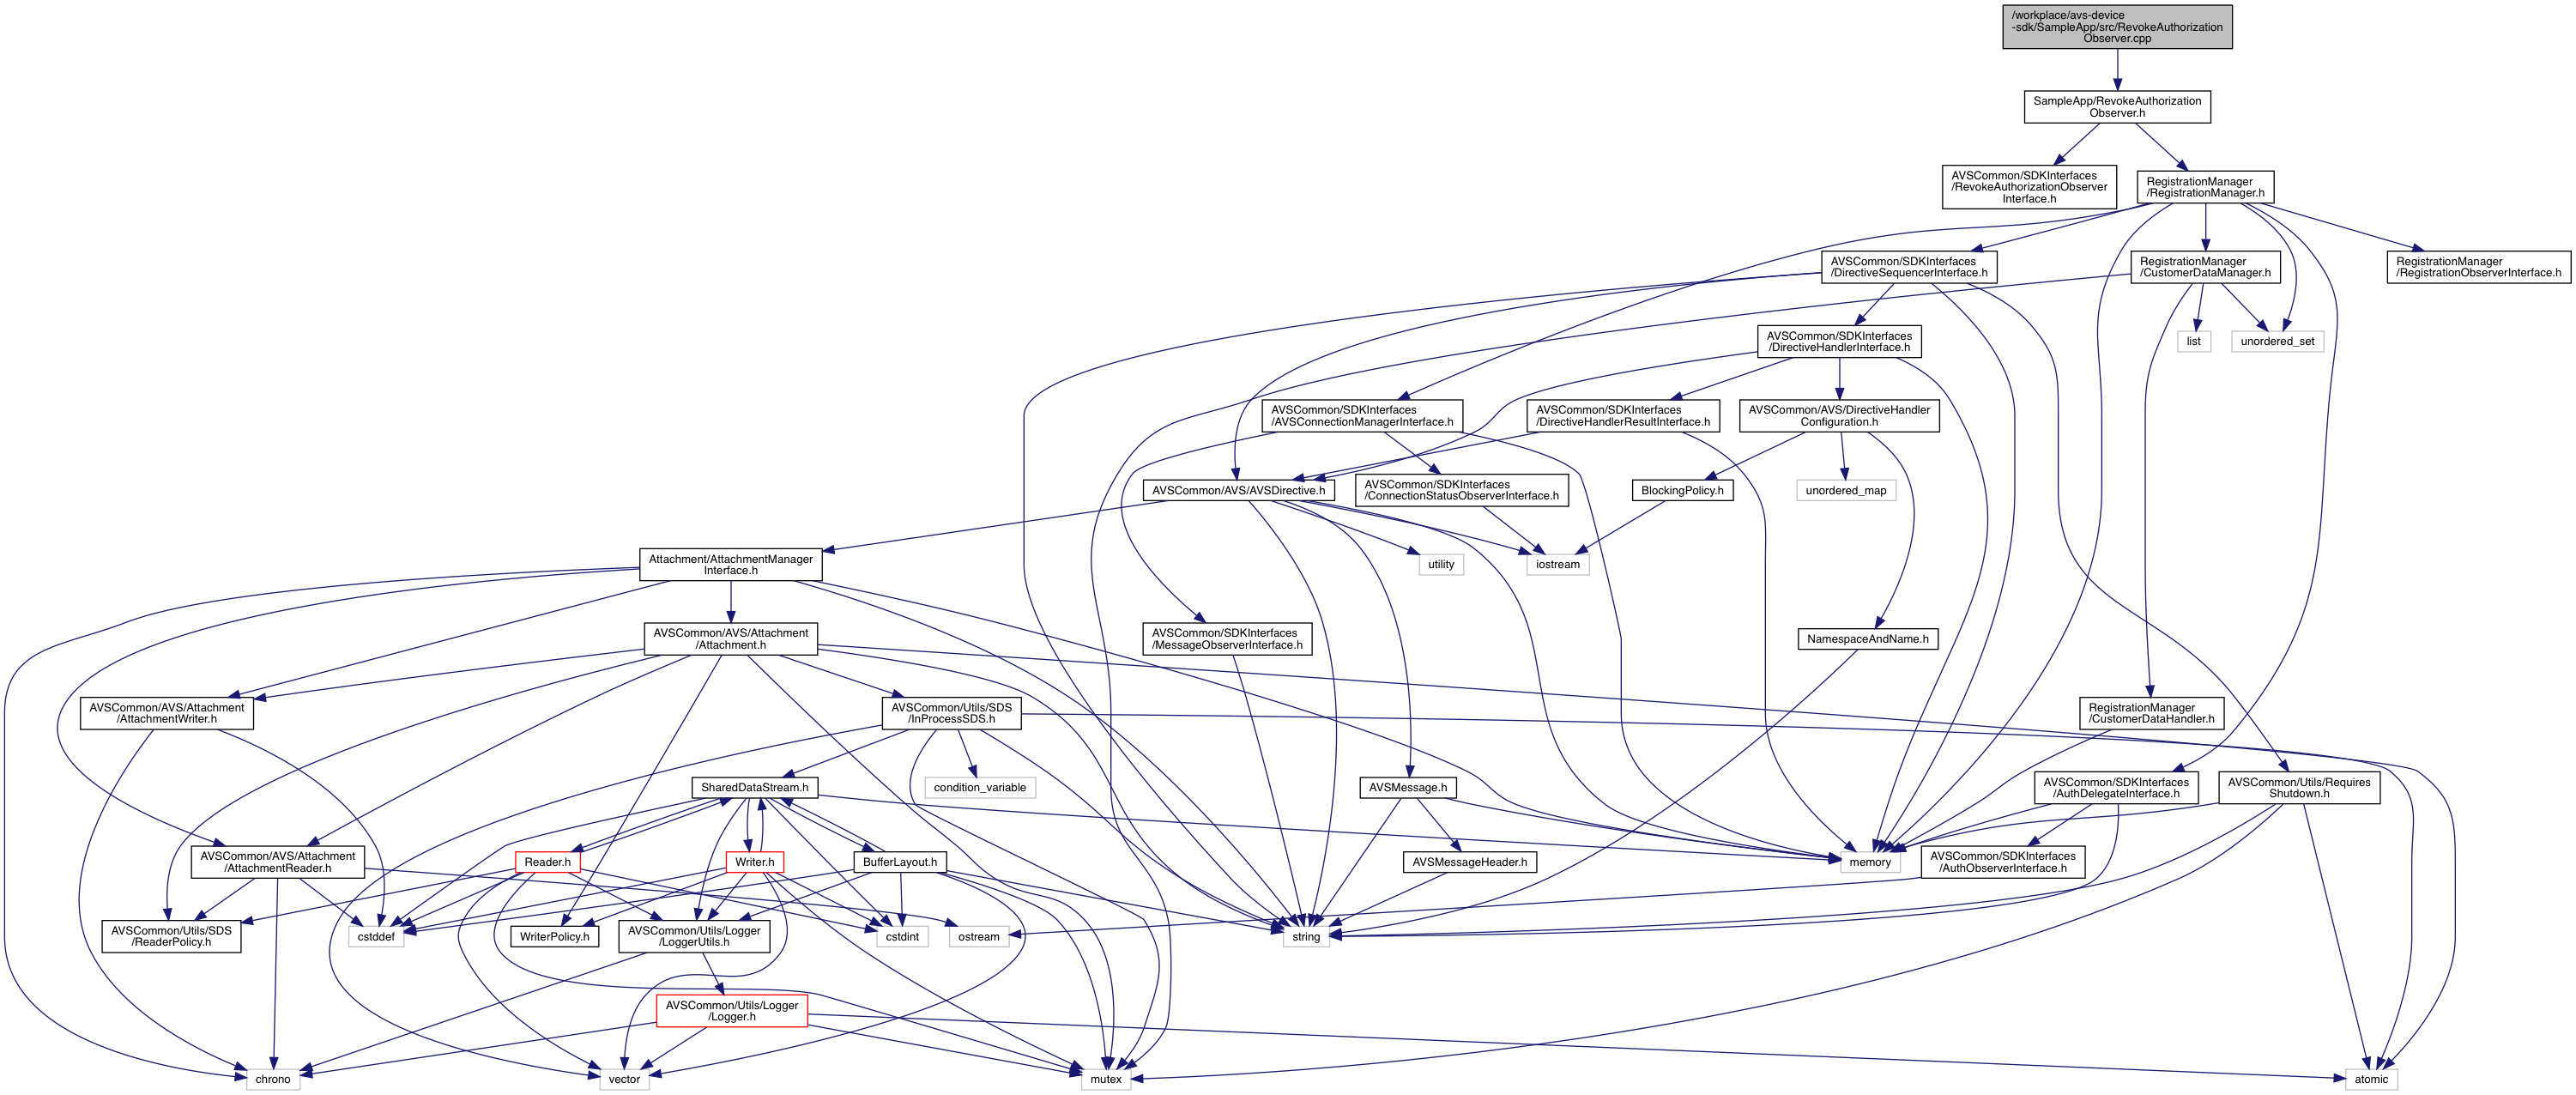 /workplace/avs-device
-sdk/SampleApp/src/RevokeAuthorization
Observer.cpp
SampleApp/RevokeAuthorization
Observer.h
AVSCommon/SDKInterfaces
/RevokeAuthorizationObserver
Interface.h
RegistrationManager
/RegistrationManager.h
AVSCommon/SDKInterfaces
/DirectiveSequencerInterface.h
RegistrationManager
/CustomerDataManager.h
RegistrationManager
/RegistrationObserverInterface.h
AVSCommon/SDKInterfaces
/DirectiveHandlerInterface.h
list
unordered_set
AVSCommon/SDKInterfaces
/AVSConnectionManagerInterface.h
AVSCommon/SDKInterfaces
/DirectiveHandlerResultInterface.h
AVSCommon/AVS/DirectiveHandler
Configuration.h
AVSCommon/AVS/AVSDirective.h
AVSCommon/SDKInterfaces
/ConnectionStatusObserverInterface.h
BlockingPolicy.h
unordered_map
Attachment/AttachmentManager
Interface.h
utility
iostream
AVSCommon/AVS/Attachment
/Attachment.h
AVSCommon/SDKInterfaces
/MessageObserverInterface.h
NamespaceAndName.h
AVSCommon/AVS/Attachment
/AttachmentWriter.h
AVSCommon/Utils/SDS
/InProcessSDS.h
RegistrationManager
/CustomerDataHandler.h
SharedDataStream.h
condition_variable
AVSMessage.h
AVSCommon/SDKInterfaces
/AuthDelegateInterface.h
AVSCommon/Utils/Requires
Shutdown.h
AVSCommon/AVS/Attachment
/AttachmentReader.h
Reader.h
Writer.h
BufferLayout.h
AVSMessageHeader.h
memory
AVSCommon/SDKInterfaces
/AuthObserverInterface.h
AVSCommon/Utils/SDS
/ReaderPolicy.h
cstddef
WriterPolicy.h
AVSCommon/Utils/Logger
/LoggerUtils.h
cstdint
ostream
string
AVSCommon/Utils/Logger
/Logger.h
chrono
vector
mutex
atomic